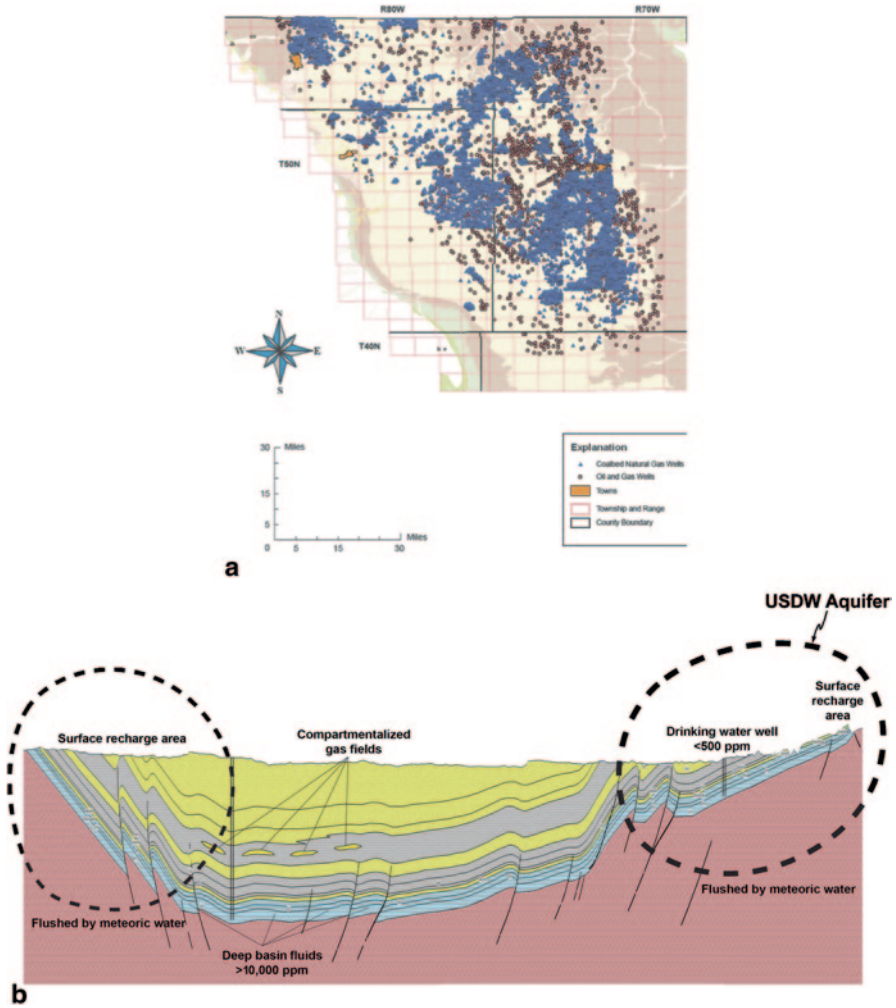 R80W
R70W
T50N
T40N
N
W
E
S
30
Miles
15
5
0
5
15
30
Miles
Explanation
Coalbed Natural Gas Wells
Oil and Gas Wells
Towns
Township and Range
County Boundary
a
USDW Aquifer
Surface recharge area
Compartmentalized
gas fields
Drinking water well
<500 ppm
Surface
recharge
area
Flushed by meteoric water
Deep basin fluids
>10,000 ppm
Flushed by meteoric water
b